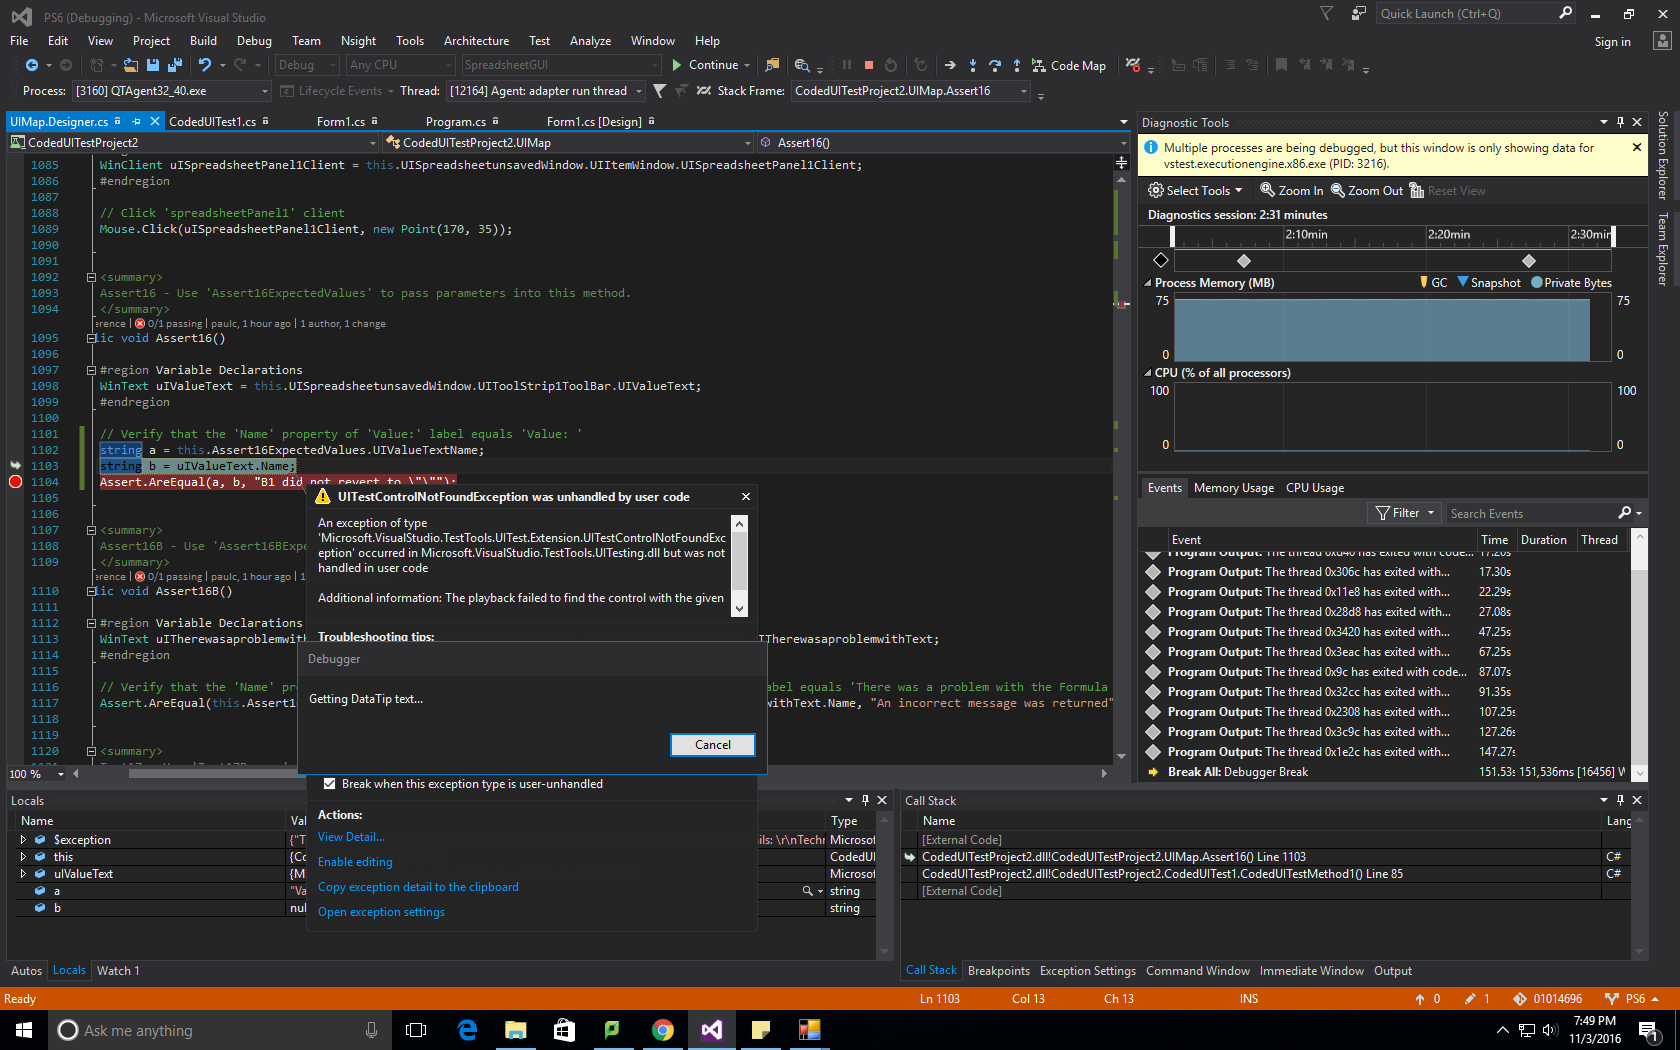 PS6 (Debugging) - Microsoft Visual Studio
Quick Launch (Ctrl+Q)
File Edit View Project Build Debug Team Nsight Tools Architecture Test Analyze Window Help
Sign in
Debug Any CPU SpreadsheetGUI Continue Code Map
Process: [3160] QTAgent32_40.exe Lifecycle Events Thread: [12164] Agent: adapter run thread Stack Frame: CodedUITestProject2.UIMap.Assert16
UIMap.Designer.cs CodedUITest1.cs Form1.cs Program.cs Form1.cs [Design]
CodedUITestProject2 CodedUITestProject2.UIMap Assert16()
1085 WinClient uISpreadsheetPanel1Client = this.UISpreadsheetunsavedWindow.UIItemWindow.UISpreadsheetPanel1Client;
1086 #endregion
1087
1088 // Click 'spreadsheetPanel1' client
1089 Mouse.Click(uISpreadsheetPanel1Client, new Point(170, 35));
1090
1091
1092 <summary>
1093 Assert16 - Use 'Assert16ExpectedValues' to pass parameters into this method.
1094 </summary>
erence | 0/1 passing | paulc, 1 hour ago | 1 author, 1 change
1095 lic void Assert16()
1096
1097 #region Variable Declarations
1098 WinText uIValueText = this.UISpreadsheetunsavedWindow.UIToolStrip1ToolBar.UIValueText;
1099 #endregion
1100
1101 // Verify that the 'Name' property of 'Value:' label equals 'Value: '
1102 string a = this.Assert16ExpectedValues.UIValueTextName;
1103 string b = uIValueText.Name;
1104 Assert.AreEqual(a, b, "B1 did not revert to \"\"");
1105
1106
1107 <summary>
1108 Assert16B - Use 'Assert16BExpe
1109 </summary>
erence | 0/1 passing | paulc, 1 hour ago | 1
1110 lic void Assert16B()
1111
1112 #region Variable Declarations
1113 WinText uITherewasaproblemwit UITherewasaproblemwithText;
1114 #endregion
1115
1116 // Verify that the 'Name' pro label equals 'There was a problem with the Formula
1117 Assert.AreEqual(this.Assert1 withText.Name, "An incorrect message was returned"
1118
1119
1120 <summary>
100 %
UITestControlNotFoundException was unhandled by user code
An exception of type
'Microsoft.VisualStudio.TestTools.UITest.Extension.UITestControlNotFoundExc
eption' occurred in Microsoft.VisualStudio.TestTools.UITesting.dll but was not
handled in user code
Additional information: The playback failed to find the control with the given
Troubleshooting tips:
Debugger
Getting DataTip text...
Cancel
Break when this exception type is user-unhandled
Actions:
View Detail...
Enable editing
Copy exception detail to the clipboard
Open exception settings
Diagnostic Tools
Multiple processes are being debugged, but this window is only showing data for
vstest.executionengine.x86.exe (PID: 3216).
Select Tools Zoom In Zoom Out Reset View
Diagnostics session: 2:31 minutes
2:10min 2:20min 2:30min
Process Memory (MB) GC Snapshot Private Bytes
75 75
0 0
CPU (% of all processors)
100 100
0 0
Events Memory Usage CPU Usage
Filter Search Events
Event Time Duration Thread
Program Output: The thread 0xd40 has exited with code... 17.20s
Program Output: The thread 0x306c has exited with... 17.30s
Program Output: The thread 0x11e8 has exited with... 22.29s
Program Output: The thread 0x28d8 has exited with... 27.08s
Program Output: The thread 0x3420 has exited with... 47.25s
Program Output: The thread 0x3eac has exited with... 67.25s
Program Output: The thread 0x9c has exited with code... 87.07s
Program Output: The thread 0x32cc has exited with... 91.35s
Program Output: The thread 0x2308 has exited with... 107.25s
Program Output: The thread 0x3c9c has exited with... 127.26s
Program Output: The thread 0x1e2c has exited with... 147.27s
Break All: Debugger Break 151.53s 151,536ms [16456] W
Solution Explorer
Team Explorer
Locals
Name Val Type
$exception {"T ils: \r\nTechn Microsof
this {Co CodedUI
uIValueText {M Microsof
a "Va string
b nul string
Autos Locals Watch 1
Call Stack
Name Lang
[External Code]
CodedUITestProject2.dll!CodedUITestProject2.UIMap.Assert16() Line 1103 C#
CodedUITestProject2.dll!CodedUITestProject2.CodedUITest1.CodedUITestMethod1() Line 85 C#
[External Code]
Call Stack Breakpoints Exception Settings Command Window Immediate Window Output
Ready Ln 1103 Col 13 Ch 13 INS 0 1 01014696 PS6
Ask me anything
7:49 PM
11/3/2016
1